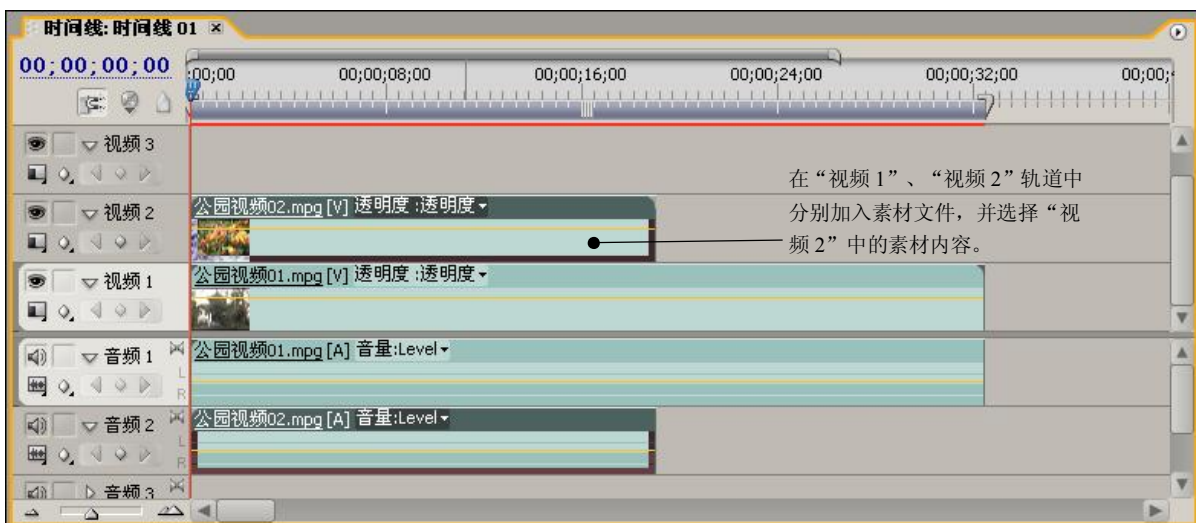 时间线: 时间线 01
00;00;00;00
:00;00 00;00;08;00 00;00;16;00 00;00;24;00 00;00;32;00 00;00;
视频 3
在“视频 1”、“视频 2”轨道中
分别加入素材文件，并选择“视
频 2”中的素材内容。
视频 2
公园视频02.mpg [V] 透明度 :透明度
视频 1
公园视频01.mpg [V] 透明度 :透明度
音频 1
L
R
公园视频01.mpg [A] 音量:Level
音频 2
L
R
公园视频02.mpg [A] 音量:Level
音频 3